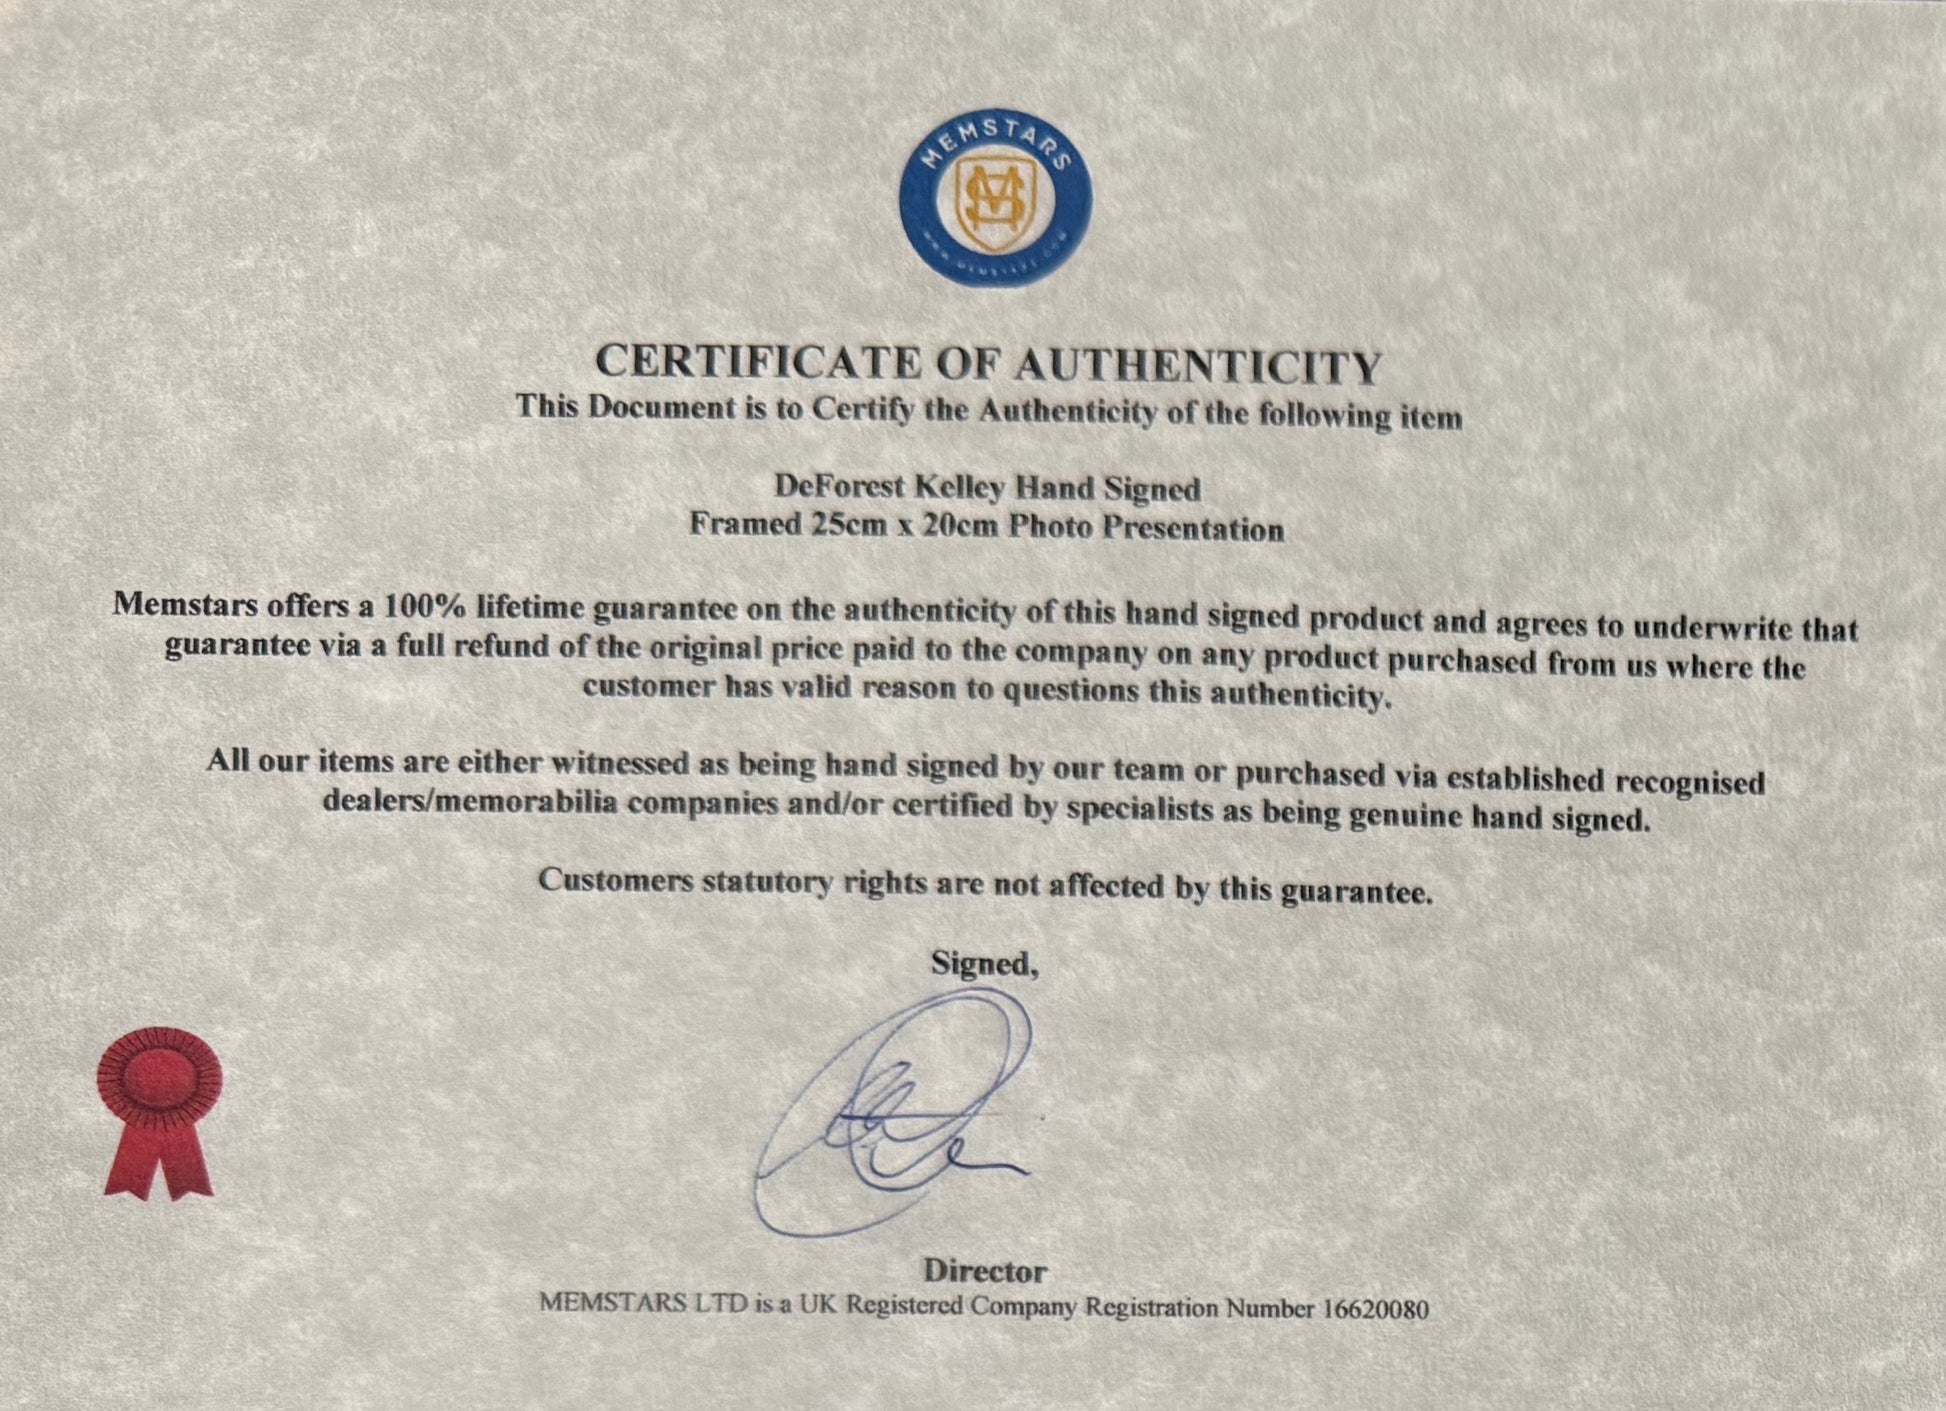 MEMSTARS
MS
CERTIFICATE OF AUTHENTICITY
This Document is to Certify the Authenticity of the following item
DeForest Kelley Hand Signed
Framed 25cm x 20cm Photo Presentation
Memstars offers a 100% lifetime guarantee on the authenticity of this hand signed product and agrees to underwrite that
guarantee via a full refund of the original price paid to the company on any product purchased from us where the
customer has valid reason to questions this authenticity.
All our items are either witnessed as being hand signed by our team or purchased via established recognised
dealers/memorabilia companies and/or certified by specialists as being genuine hand signed.
Customers statutory rights are not affected by this guarantee.
Signed,
Director
MEMSTARS LTD is a UK Registered Company Registration Number 16620080